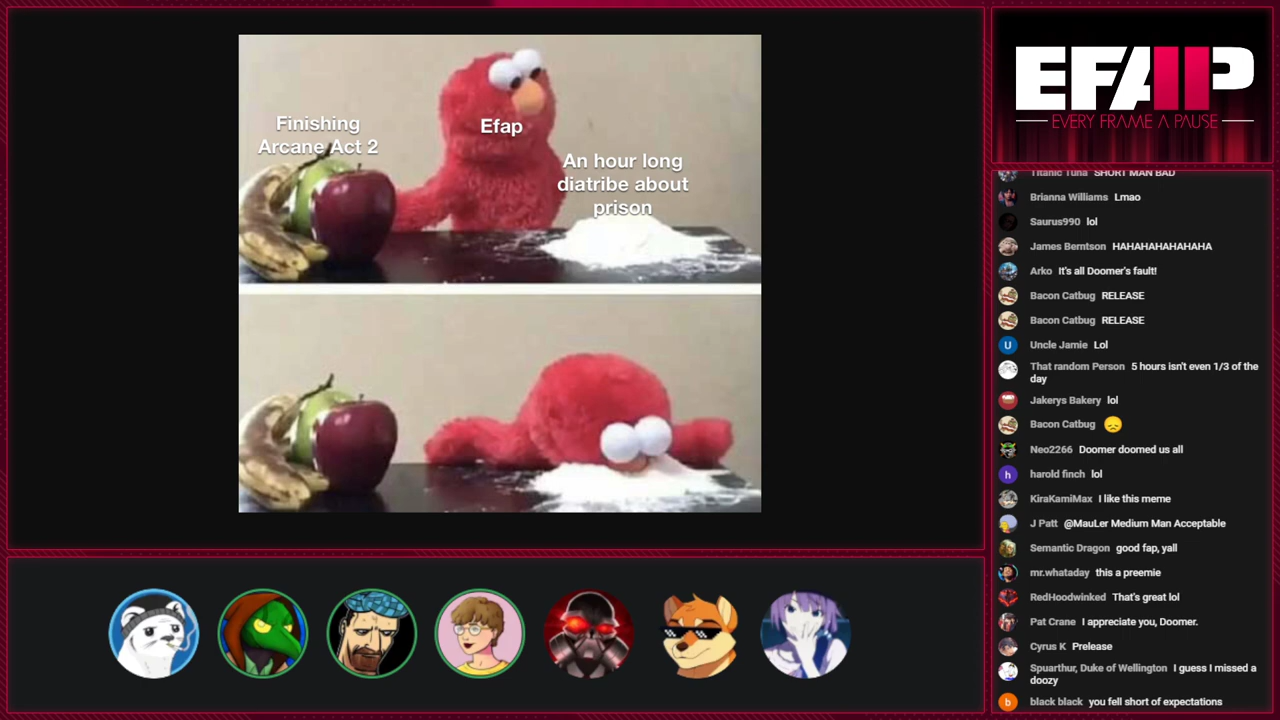 Finishing
Arcane Act 2
Efap
An hour long
diatribe about
prison
EFAP
EVERY FRAME A PAUSE
Titanic Tuna SHORT MAN BAD
Brianna Williams Lmao
Saurus990 lol
James Berntson HAHAHAHAHAHAHA
Arko It's all Doomer's fault!
Bacon Catbug RELEASE
Bacon Catbug RELEASE
U Uncle Jamie Lol
That random Person 5 hours isn't even 1/3 of the
day
Jakerys Bakery lol
Bacon Catbug 😞
Neo2266 Doomer doomed us all
h harold finch lol
KiraKamiMax I like this meme
J Patt @MauLer Medium Man Acceptable
Semantic Dragon good fap, yall
mr.whataday this a preemie
RedHoodwinked That's great lol
Pat Crane I appreciate you, Doomer.
Cyrus K Prelease
Spuarthur, Duke of Wellington I guess I missed a
doozy
b black black you fell short of expectations